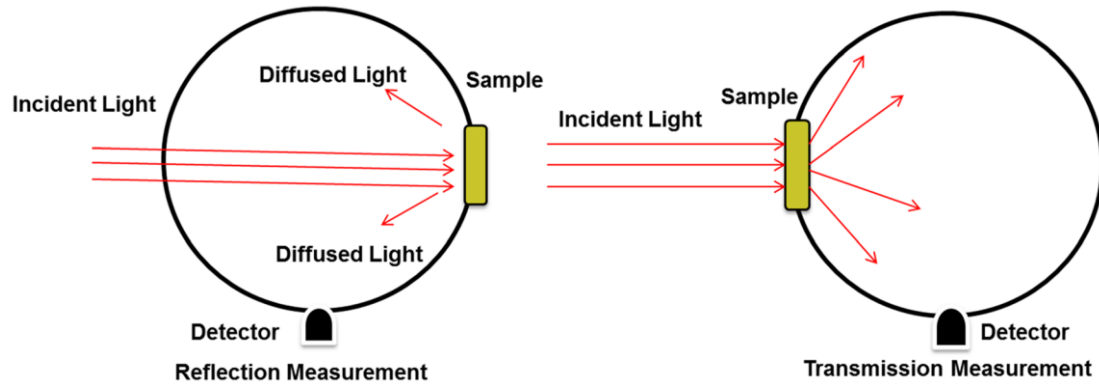 Incident Light
Diffused Light
Sample
Diffused Light
Detector
Reflection Measurement
Incident Light
Sample
Detector
Transmission Measurement